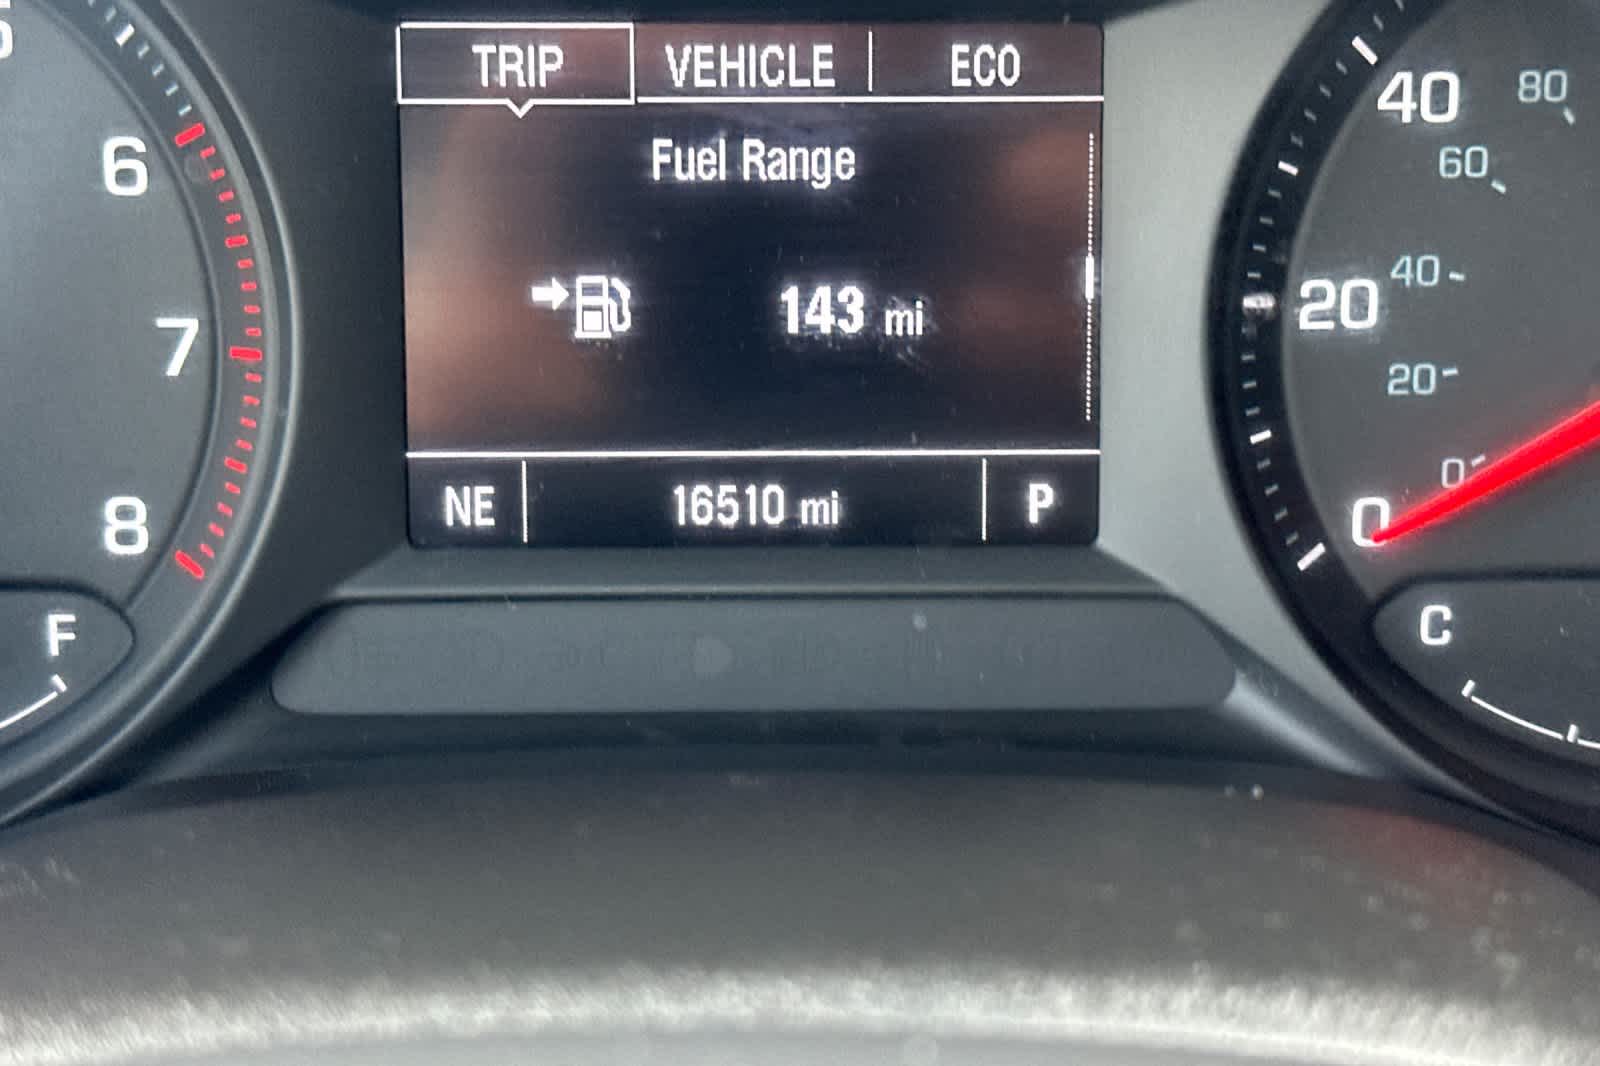 TRIP VEHICLE ECO
Fuel Range
143 mi
NE 16510 mi P
6
7
8
F
40 80
60
20 40
20
0
0
C